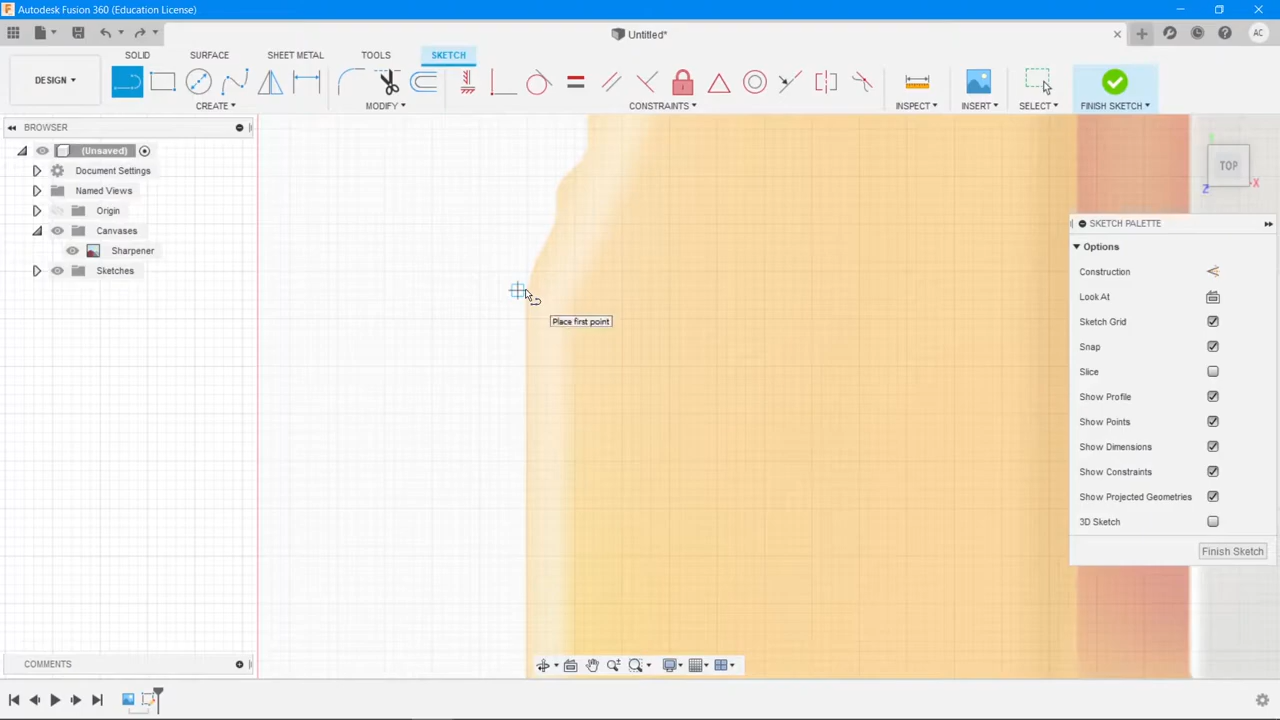 Autodesk Fusion 360 (Education License)
Untitled*
AC
DESIGN
SOLID
SURFACE
SHEET METAL
TOOLS
SKETCH
CREATE
MODIFY
CONSTRAINTS
INSPECT
INSERT
SELECT
FINISH SKETCH
BROWSER
(Unsaved)
Document Settings
Named Views
Origin
Canvases
Sharpener
Sketches
TOP
Z
X
Place first point
SKETCH PALETTE
Options
Construction
Look At
Sketch Grid
Snap
Slice
Show Profile
Show Points
Show Dimensions
Show Constraints
Show Projected Geometries
3D Sketch
Finish Sketch
COMMENTS